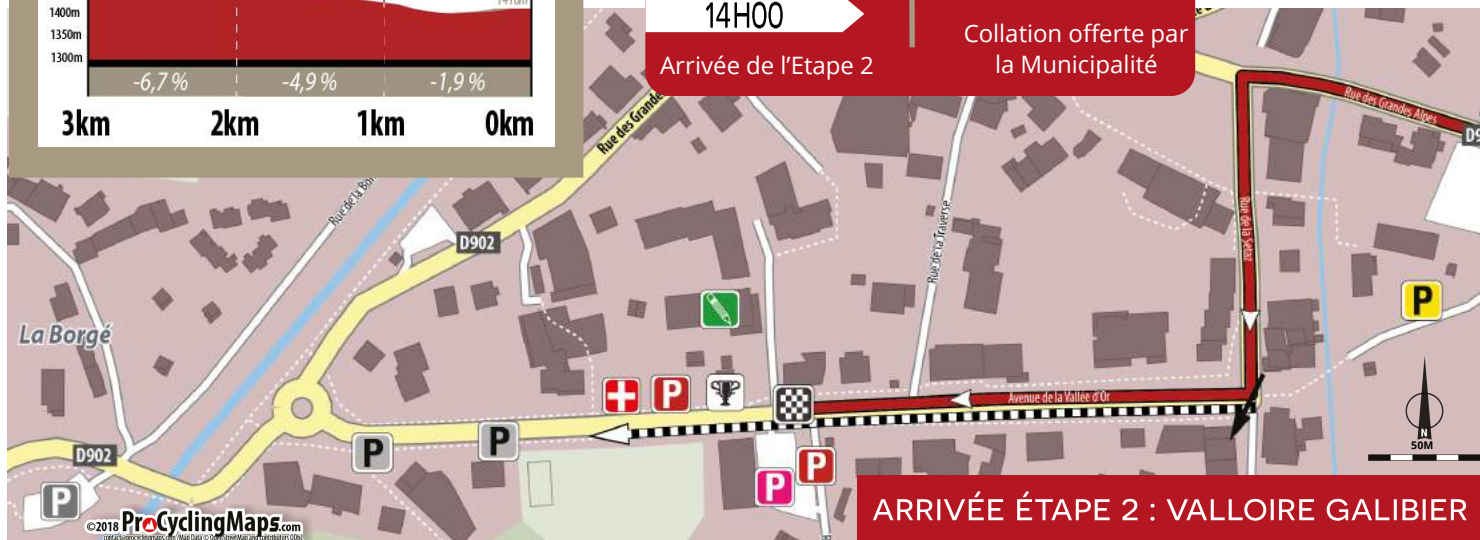 1400m
1350m
1300m
-6,7 %
-4,9 %
-1,9 %
3km
2km
1km
0km
14H00
Arrivée de l'Etape 2
Collation offerte par
la Municipalité
Rue des Grandes Alpes
Rue des Grande
D902
Rue de la Setaz
Rue de la Traverse
La Borgé
P
P
Avenue de la Vallée d'Or
P
P
N
50M
D902
P
P
P
©2018 ProCyclingMaps.com
ARRIVÉE ÉTAPE 2 : VALLOIRE GALIBIER